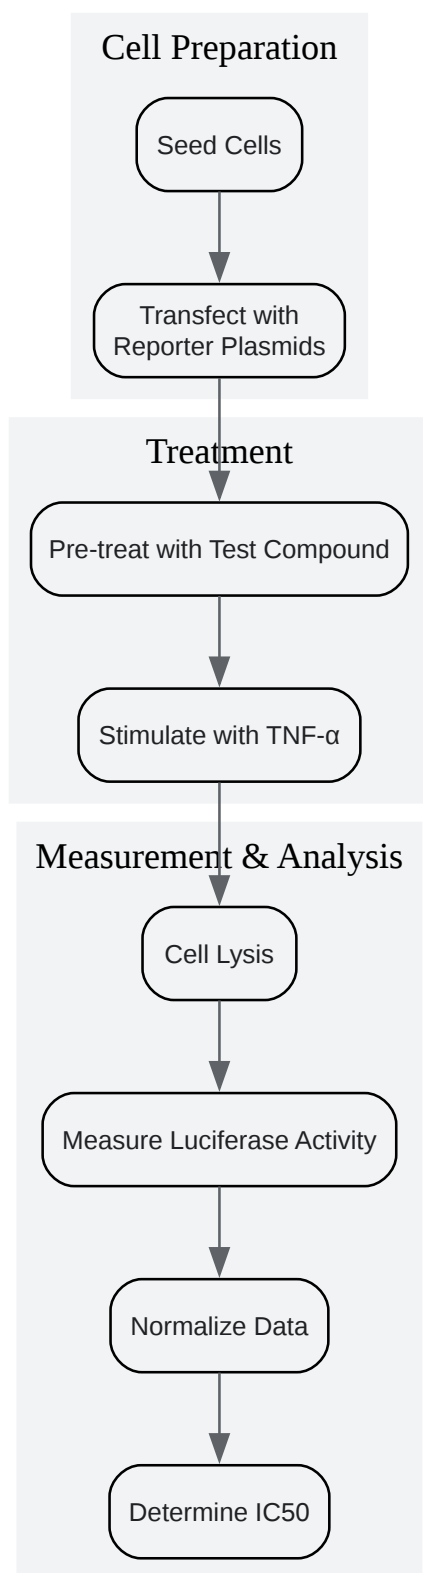 Cell Preparation
Seed Cells
Transfect with
Reporter Plasmids
Treatment
Pre-treat with Test Compound
Stimulate with TNF-α
Measurement & Analysis
Cell Lysis
Measure Luciferase Activity
Normalize Data
Determine IC50